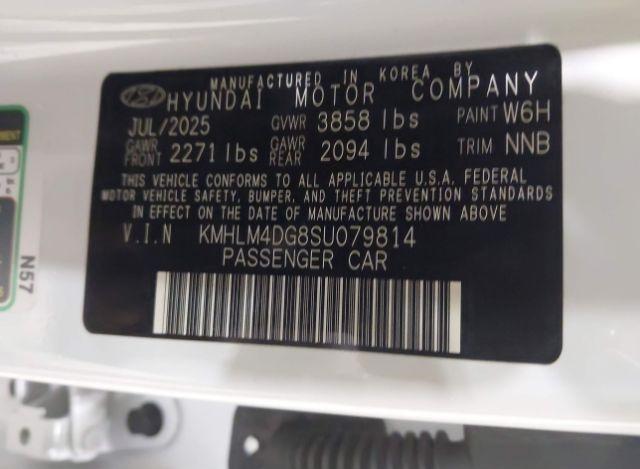 MANUFACTURED IN KOREA BY
HYUNDAI MOTOR COMPANY
JUL/2025 GVWR 3858 lbs PAINT W6H
GAWR FRONT 2271 lbs GAWR REAR 2094 lbs TRIM NNB
THIS VEHICLE CONFORMS TO ALL APPLICABLE U.S.A. FEDERAL
MOTOR VEHICLE SAFETY, BUMPER, AND THEFT PREVENTION STANDARDS
IN EFFECT ON THE DATE OF MANUFACTURE SHOWN ABOVE
V.I.N KMHLM4DG8SU079814
PASSENGER CAR
N57